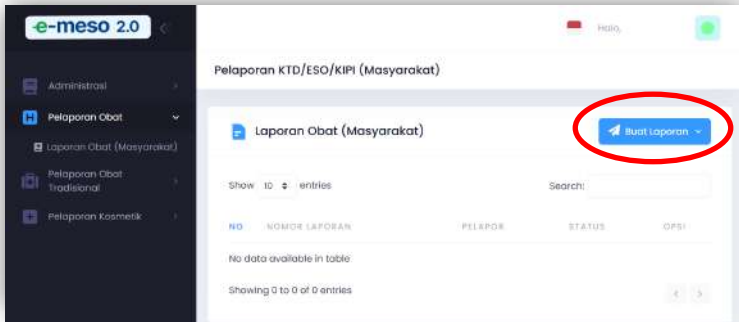 e-meso 2.0
Halo,
Administrasi
Pelaporan Obat
Laporan Obat (Masyarakat)
Pelaporan Obat
Tradisional
Pelaporan Kosmetik
Pelaporan KTD/ESO/KIPI (Masyarakat)
Laporan Obat (Masyarakat)
Buat Laporan
Show 10 entries
Search:
NO NOMOR LAPORAN PELAPOR STATUS OPSI
No data available in table
Showing 0 to 0 of 0 entries